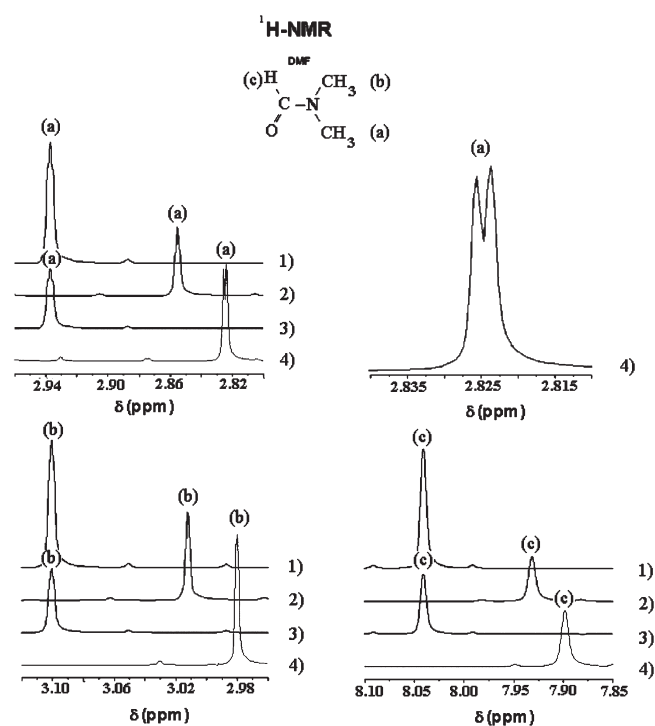 ¹H-NMR
DMF
(c) H CH₃ (b)
C – N
O CH₃ (a)
(a)
(a)
(a)
(a)
1)
2)
3)
4)
2.94 2.90 2.86 2.82
δ (ppm)
(a)
4)
2.835 2.825 2.815
δ (ppm)
(b)
(b)
(b)
(b)
1)
2)
3)
4)
3.10 3.06 3.02 2.98
δ (ppm)
(c)
(c)
(c)
(c)
1)
2)
3)
4)
8.10 8.05 8.00 7.95 7.90 7.85
δ (ppm)